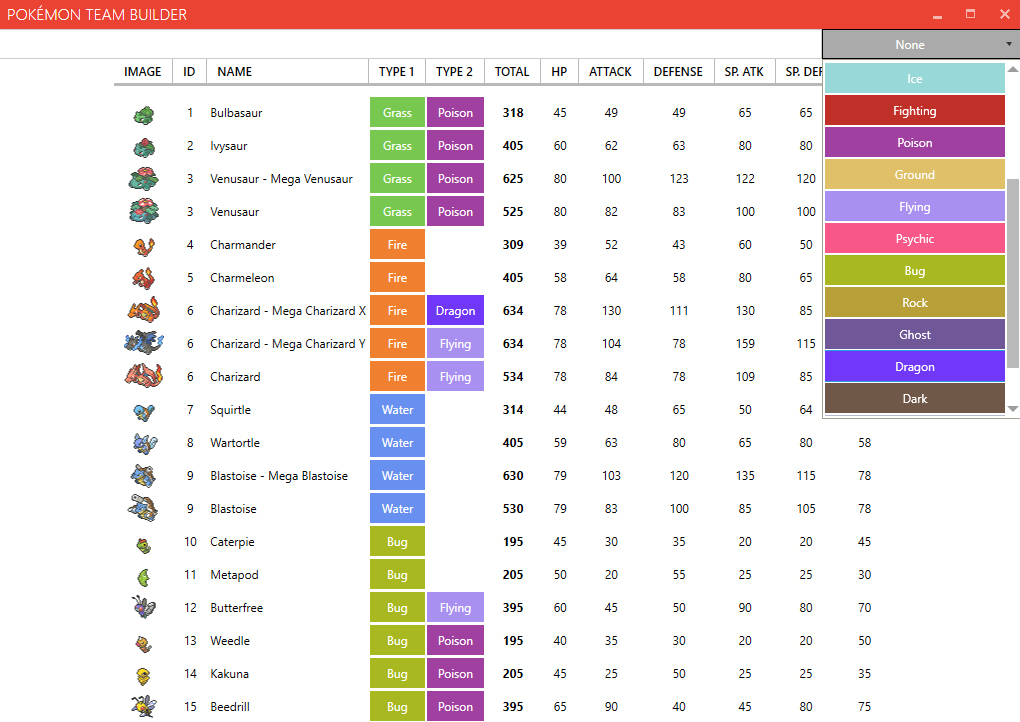 POKÉMON TEAM BUILDER
None
IMAGE ID NAME TYPE 1 TYPE 2 TOTAL HP ATTACK DEFENSE SP. ATK SP. DEF
Ice
Fighting
Poison
Ground
Flying
Psychic
Bug
Rock
Ghost
Dragon
Dark
1 Bulbasaur Grass Poison 318 45 49 49 65 65
2 Ivysaur Grass Poison 405 60 62 63 80 80
3 Venusaur - Mega Venusaur Grass Poison 625 80 100 123 122 120
3 Venusaur Grass Poison 525 80 82 83 100 100
4 Charmander Fire 309 39 52 43 60 50
5 Charmeleon Fire 405 58 64 58 80 65
6 Charizard - Mega Charizard X Fire Dragon 634 78 130 111 130 85
6 Charizard - Mega Charizard Y Fire Flying 634 78 104 78 159 115
6 Charizard Fire Flying 534 78 84 78 109 85
7 Squirtle Water 314 44 48 65 50 64
8 Wartortle Water 405 59 63 80 65 80 58
9 Blastoise - Mega Blastoise Water 630 79 103 120 135 115 78
9 Blastoise Water 530 79 83 100 85 105 78
10 Caterpie Bug 195 45 30 35 20 20 45
11 Metapod Bug 205 50 20 55 25 25 30
12 Butterfree Bug Flying 395 60 45 50 90 80 70
13 Weedle Bug Poison 195 40 35 30 20 20 50
14 Kakuna Bug Poison 205 45 25 50 25 25 35
15 Beedrill Bug Poison 395 65 90 40 45 80 75